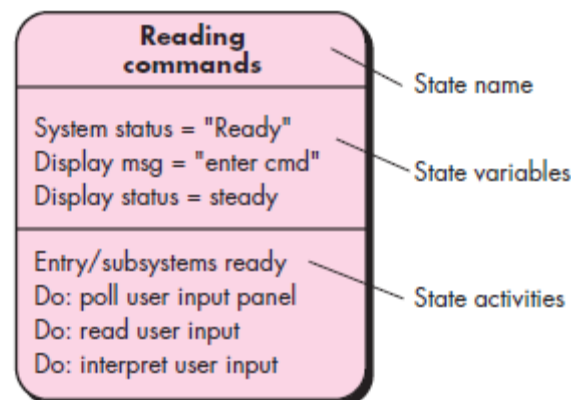 Reading
commands
State name
System status = "Ready"
Display msg = "enter cmd"
Display status = steady
State variables
Entry/subsystems ready
Do: poll user input panel
Do: read user input
Do: interpret user input
State activities